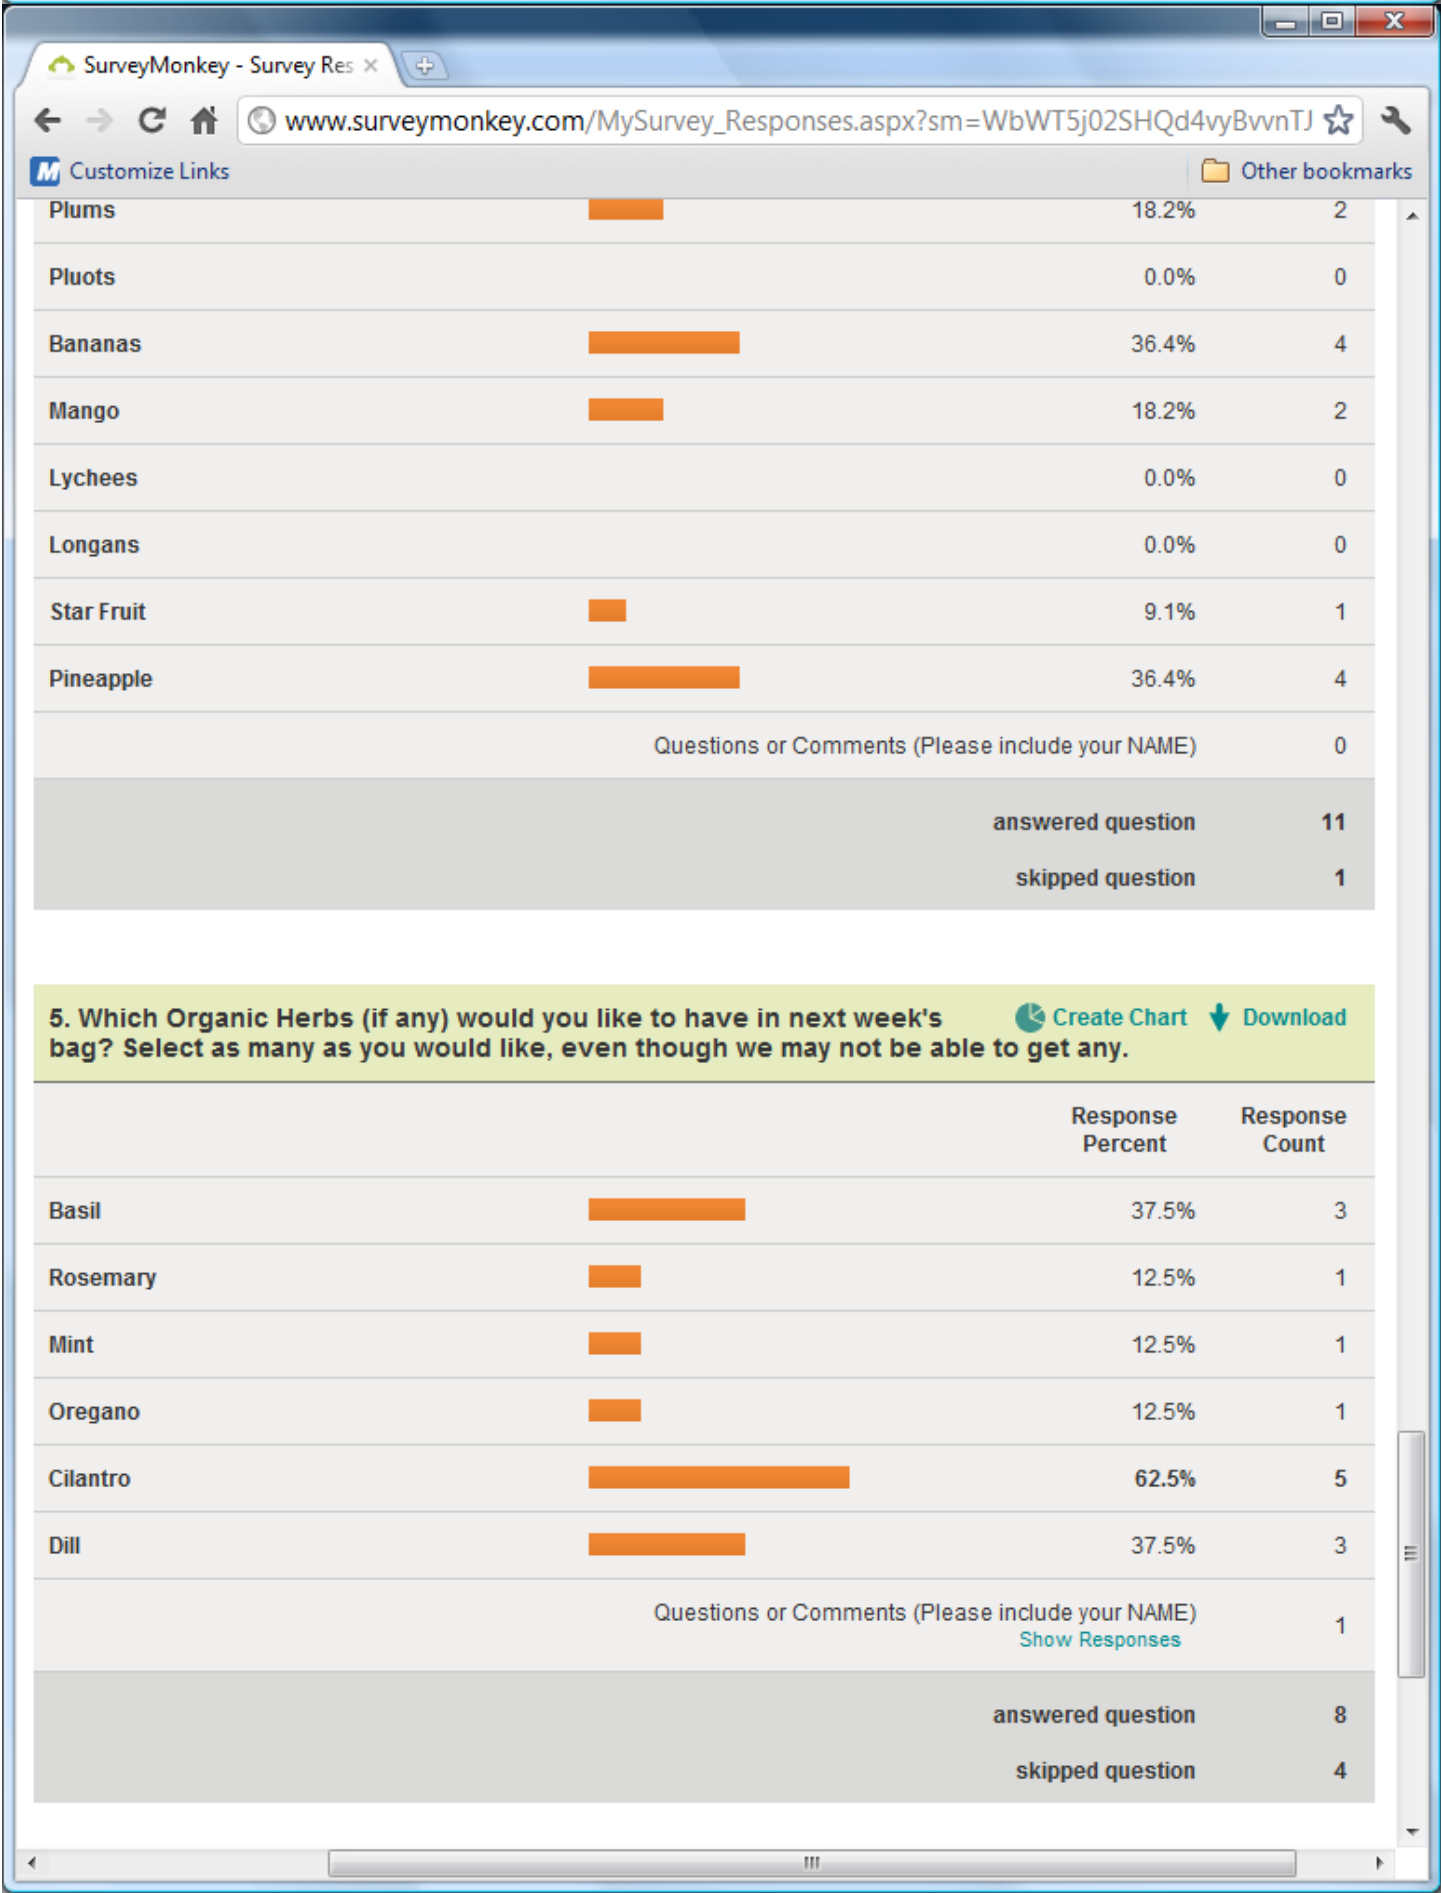 SurveyMonkey - Survey Res
www.surveymonkey.com/MySurvey_Responses.aspx?sm=WbWT5j02SHQd4vyBvvnTJ
Customize Links Other bookmarks
Plums 18.2% 2
Pluots 0.0% 0
Bananas 36.4% 4
Mango 18.2% 2
Lychees 0.0% 0
Longans 0.0% 0
Star Fruit 9.1% 1
Pineapple 36.4% 4
Questions or Comments (Please include your NAME) 0
answered question 11
skipped question 1
5. Which Organic Herbs (if any) would you like to have in next week's Create Chart Download
bag? Select as many as you would like, even though we may not be able to get any.
Response Response
Percent Count
Basil 37.5% 3
Rosemary 12.5% 1
Mint 12.5% 1
Oregano 12.5% 1
Cilantro 62.5% 5
Dill 37.5% 3
Questions or Comments (Please include your NAME) 1
Show Responses
answered question 8
skipped question 4